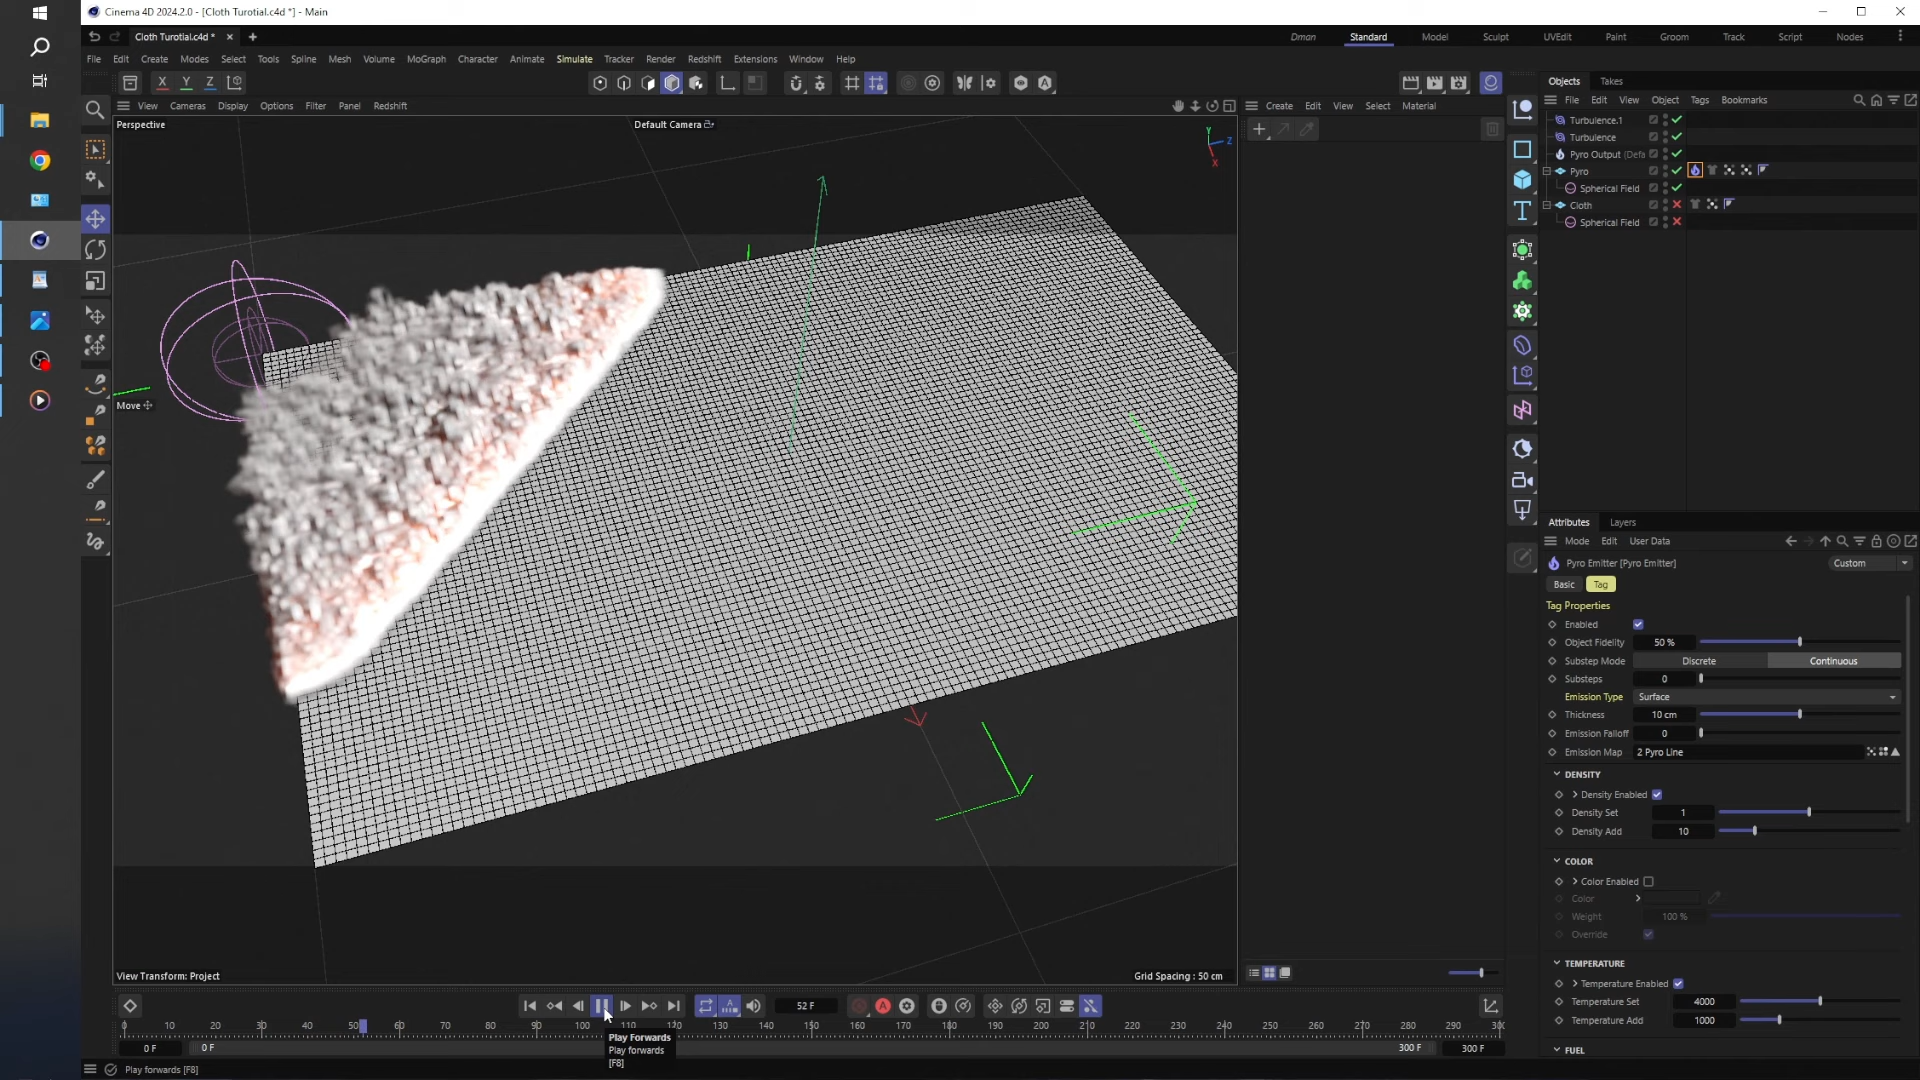 Cinema 4D 2024.2.0 - [Cloth Turotial.c4d *] - Main
Cloth Turotial.c4d *
Dman Standard Model Sculpt UVEdit Paint Groom Track Script Nodes
File Edit Create Modes Select Tools Spline Mesh Volume MoGraph Character Animate Simulate Tracker Render Redshift Extensions Window Help
X Y Z
View Cameras Display Options Filter Panel Redshift
Perspective
Default Camera
Y
Z
X
Move
View Transform: Project
Grid Spacing : 50 cm
Create Edit View Select Material
Objects Takes
File Edit View Object Tags Bookmarks
Turbulence.1
Turbulence
Pyro Output (Defa
Pyro
Spherical Field
Cloth
Spherical Field
Attributes Layers
Mode Edit User Data
Pyro Emitter [Pyro Emitter]
Custom
Basic Tag
Tag Properties
Enabled
Object Fidelity 50 %
Substep Mode Discrete Continuous
Substeps 0
Emission Type Surface
Thickness 10 cm
Emission Falloff 0
Emission Map 2 Pyro Line
DENSITY
Density Enabled
Density Set 1
Density Add 10
COLOR
Color Enabled
Color
Weight 100 %
Override
TEMPERATURE
Temperature Enabled
Temperature Set 4000
Temperature Add 1000
FUEL
52 F
0 10 20 30 40 50 60 70 80 90 100 110 120 130 140 150 160 170 180 190 200 210 220 230 240 250 260 270 280 290 30
0 F 0 F 300 F 300 F
Play Forwards
Play forwards
[F8]
Play forwards [F8]